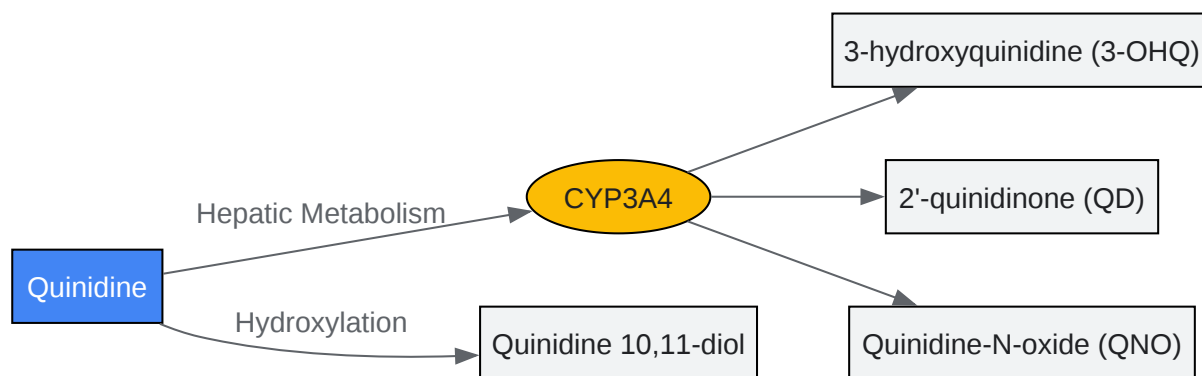 3-hydroxyquinidine (3-OHQ)
CYP3A4
2'-quinidinone (QD)
Hepatic Metabolism
Quinidine
Hydroxylation
Quinidine 10,11-diol
Quinidine-N-oxide (QNO)